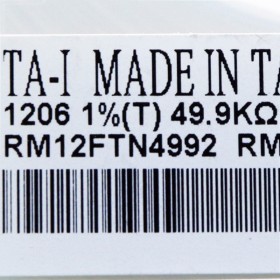 TA-I MADE IN TA
1206 1%(T) 49.9KΩ
RM12FTN4992 RM